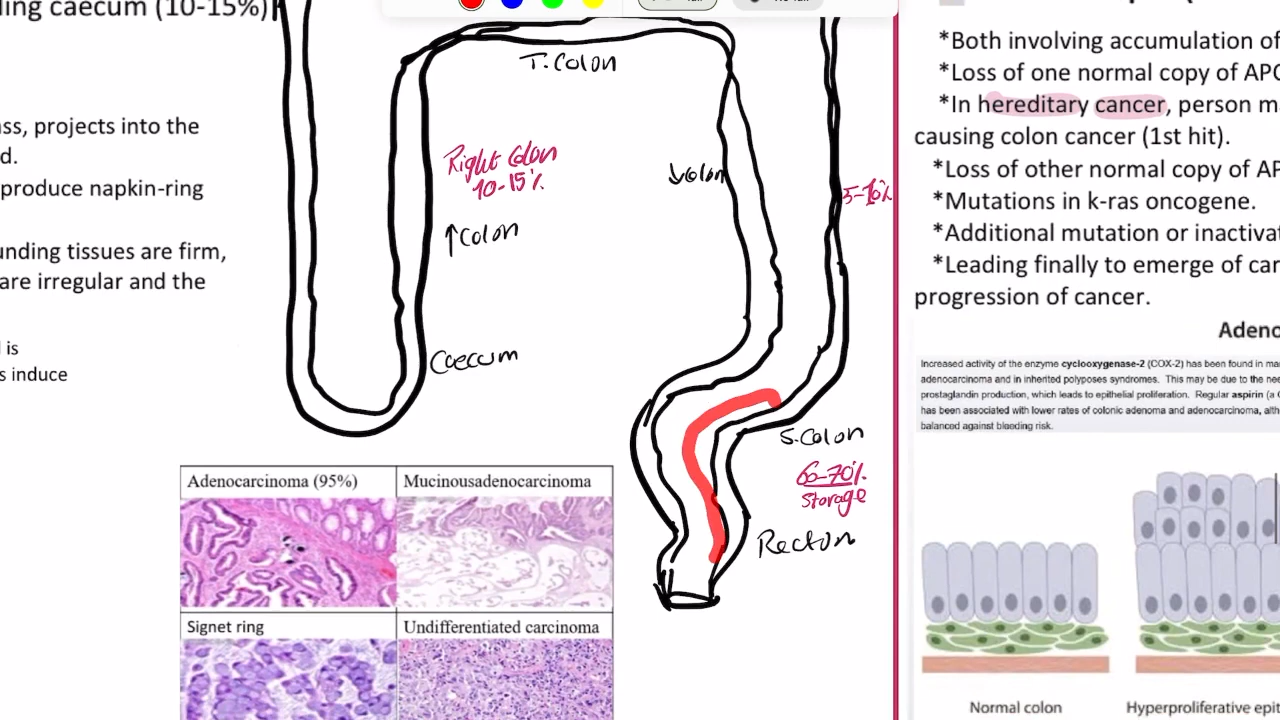 ling caecum (10-15%)
ass, projects into the
d.
produce napkin-ring
unding tissues are firm,
are irregular and the
is
s induce
T. Colon
Right Colon
10-15%
↑Colon
Caecum
↓Colon
5-10%
S. Colon
60-70%
Storage
Rectum
Adenocarcinoma (95%)
Mucinousadenocarcinoma
Signet ring
Undifferentiated carcinoma
*Both involving accumulation of
*Loss of one normal copy of APC
*In hereditary cancer, person ma
causing colon cancer (1st hit).
*Loss of other normal copy of AP
*Mutations in k-ras oncogene.
*Additional mutation or inactivat
*Leading finally to emerge of car
progression of cancer.
Adeno
Increased activity of the enzyme cyclooxygenase-2 (COX-2) has been found in ma
adenocarcinoma and in inherited polyposes syndromes. This may be due to the nee
prostaglandin production, which leads to epithelial proliferation. Regular aspirin (a C
has been associated with lower rates of colonic adenoma and adenocarcinoma, alth
balanced against bleeding risk.
Normal colon
Hyperproliferative epit